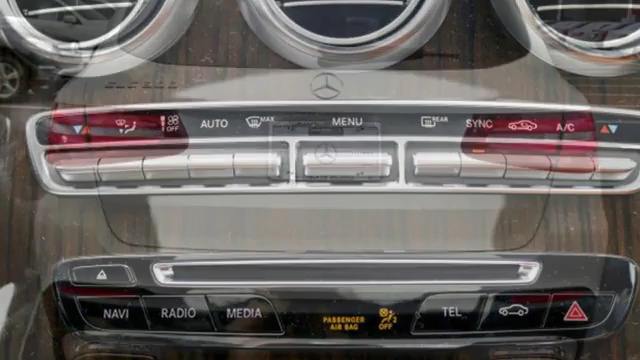 OFF AUTO MAX MENU REAR SYNC A/C
NAVI RADIO MEDIA PASSENGER AIR BAG OFF TEL